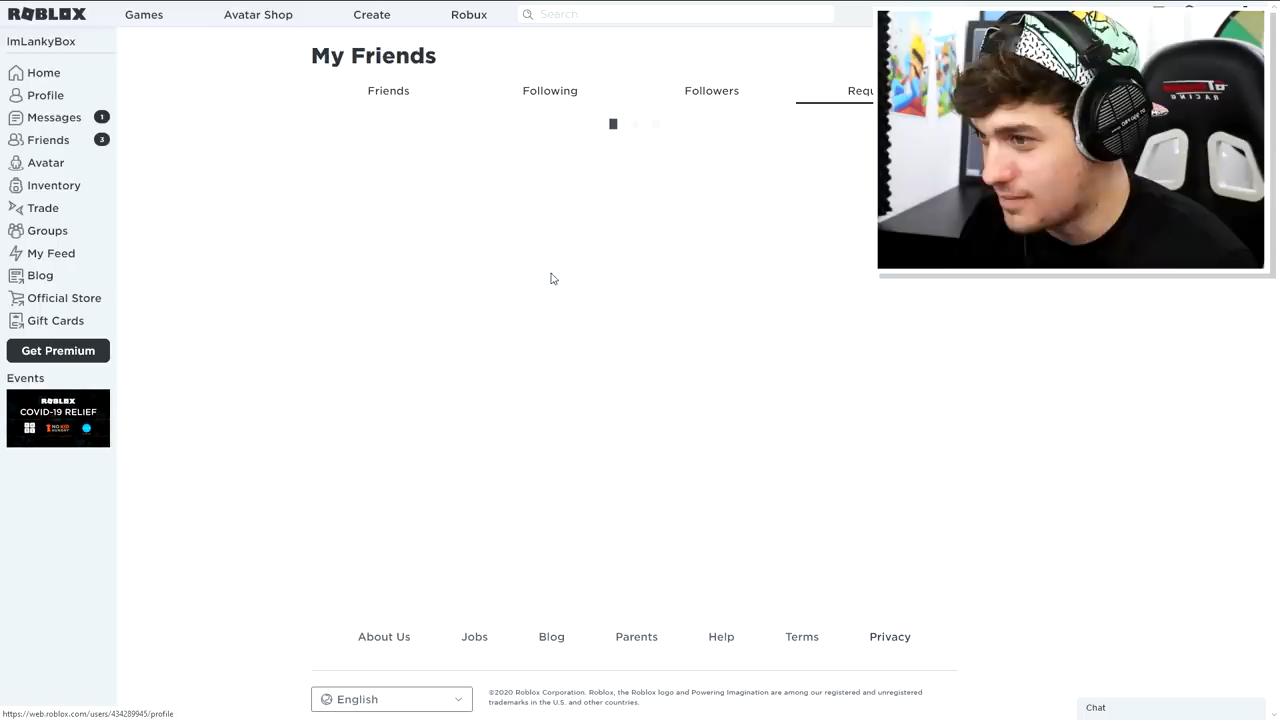 ROBLOX
Games
Avatar Shop
Create
Robux
Search
ImLankyBox
Home
Profile
Messages 1
Friends 3
Avatar
Inventory
Trade
Groups
My Feed
Blog
Official Store
Gift Cards
Get Premium
Events
ROBLOX
COVID-19 RELIEF
NO KID
HUNGRY
My Friends
Friends
Following
Followers
Requ
RACING
About Us
Jobs
Blog
Parents
Help
Terms
Privacy
English
©2020 Roblox Corporation. Roblox, the Roblox logo and Powering Imagination are among our registered and unregistered
trademarks in the U.S. and other countries.
Chat
https://web.roblox.com/users/434289945/profile